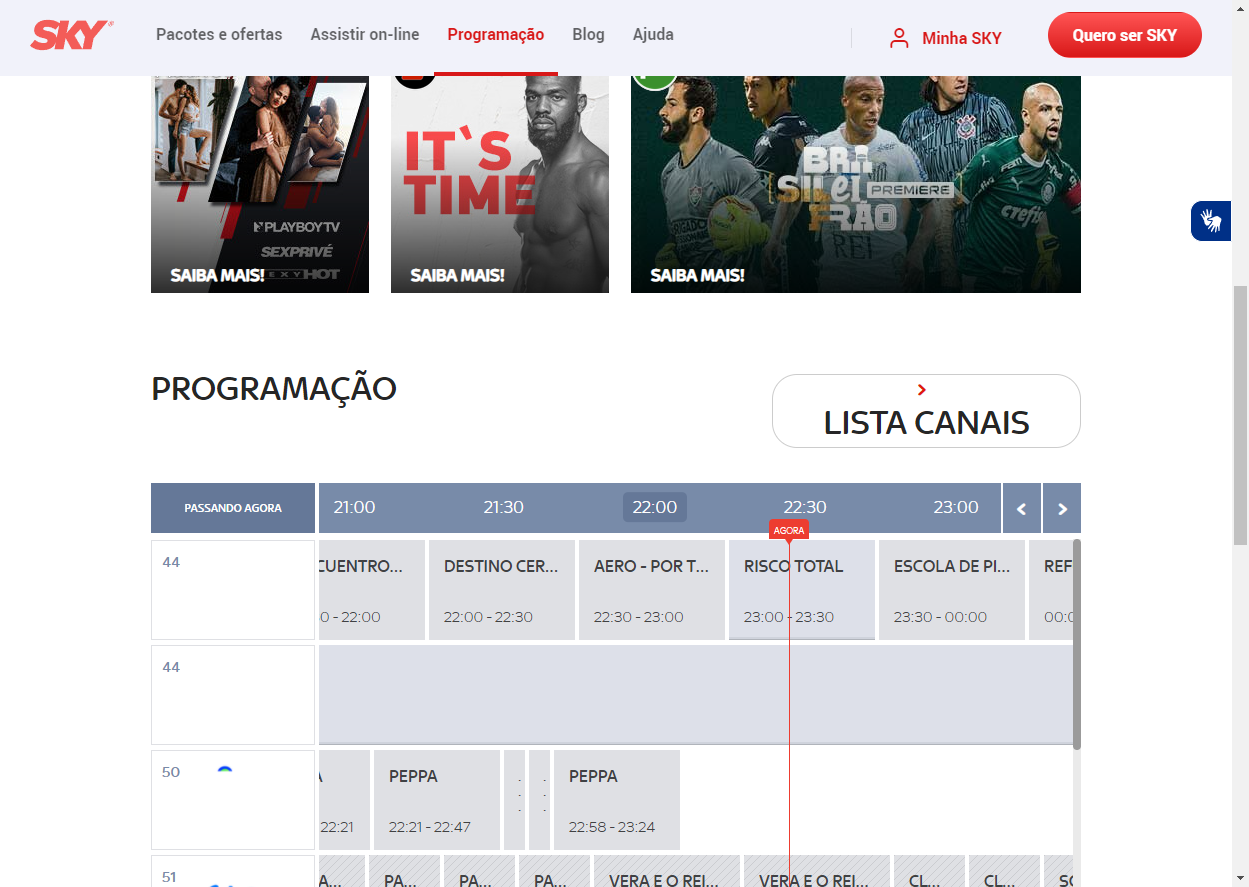 SKY
Pacotes e ofertas
Assistir on-line
Programação
Blog
Ajuda
Minha SKY
Quero ser SKY
PLAYBOY TV
SEXPRIVÉ
SEXYHOT
SAIBA MAIS!
IT`S
TIME
SAIBA MAIS!
BRA
SILEI
FRÃO
PREMIERE
crefisa
SAIBA MAIS!
PROGRAMAÇÃO
LISTA CANAIS
PASSANDO AGORA
21:00
21:30
22:00
22:30
23:00
AGORA
44
CUENTRO...
0 - 22:00
DESTINO CER...
22:00 - 22:30
AERO - POR T...
22:30 - 23:00
RISCO TOTAL
23:00 - 23:30
ESCOLA DE PI...
23:30 - 00:00
REF
00:0
44
50
22:21
PEPPA
22:21 - 22:47
...
...
PEPPA
22:58 - 23:24
51
A...
PA...
PA...
PA...
VERA E O REI...
VERA E O REI...
CL...
CL...